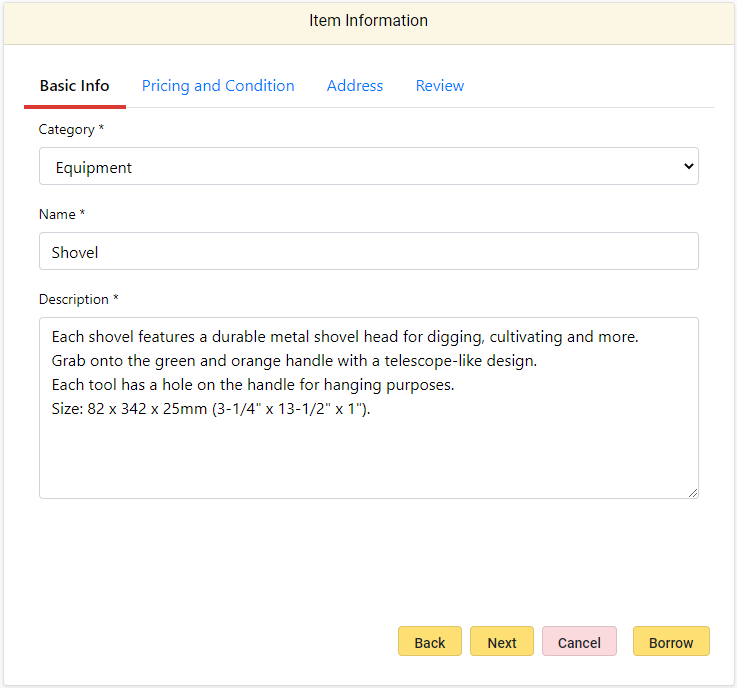 Item Information
Basic Info Pricing and Condition Address Review
Category *
Equipment
Name *
Shovel
Description *
Each shovel features a durable metal shovel head for digging, cultivating and more.
Grab onto the green and orange handle with a telescope-like design.
Each tool has a hole on the handle for hanging purposes.
Size: 82 x 342 x 25mm (3-1/4" x 13-1/2" x 1").
Back Next Cancel Borrow